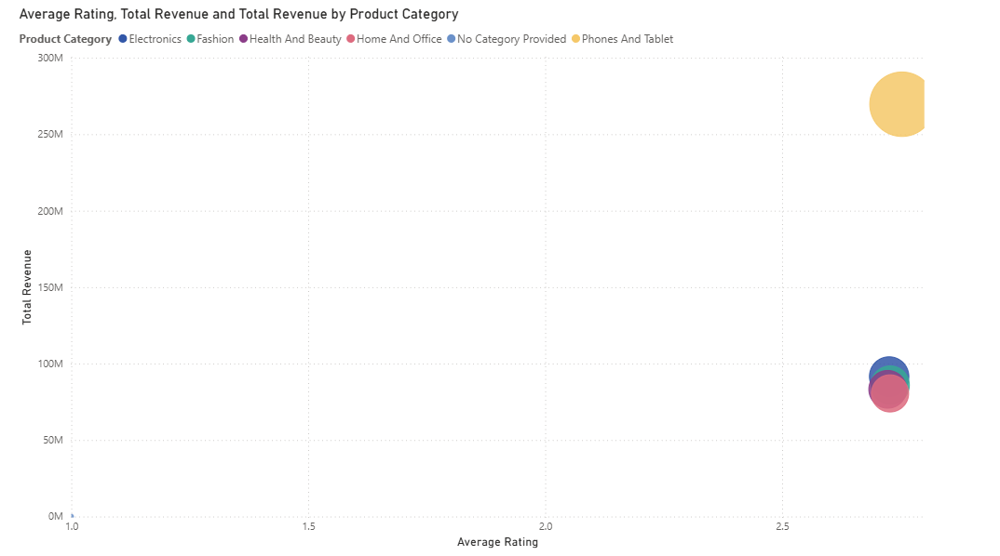 Average Rating, Total Revenue and Total Revenue by Product Category
Product Category Electronics Fashion Health And Beauty Home And Office No Category Provided Phones And Tablet
300M
250M
200M
150M
100M
50M
0M
Total Revenue
1.0 1.5 2.0 2.5
Average Rating